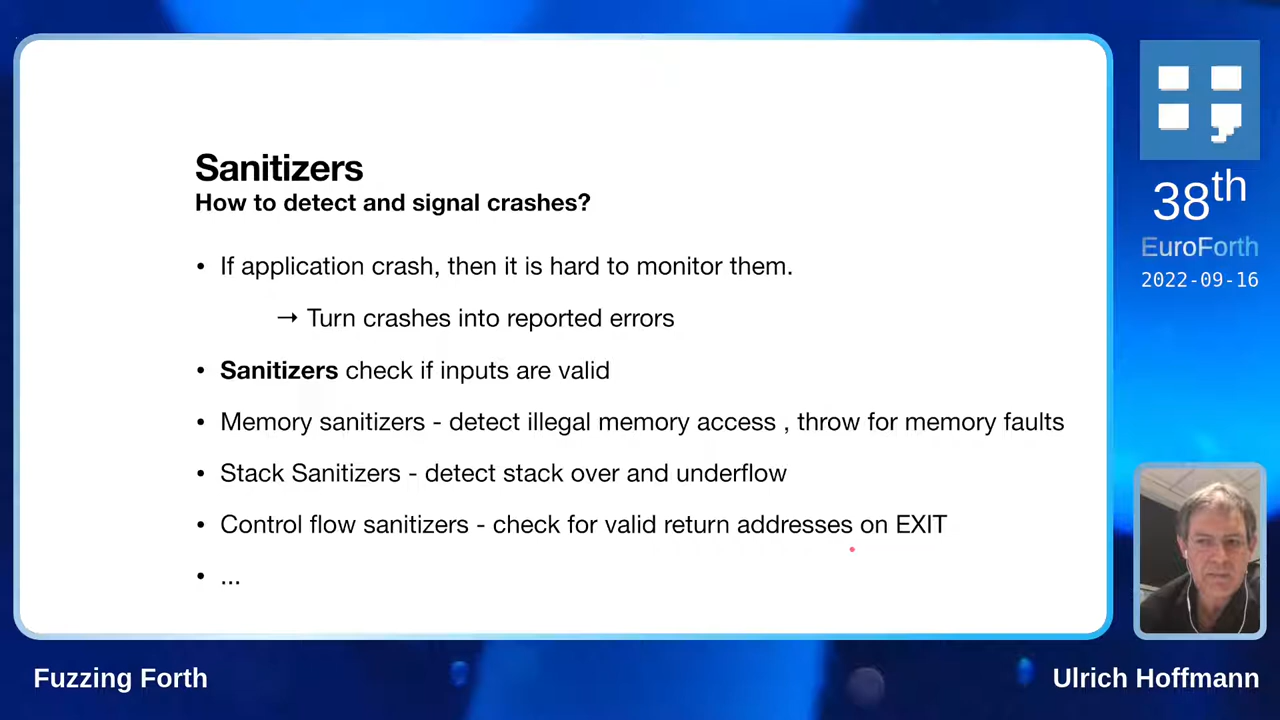 Sanitizers
How to detect and signal crashes?
• If application crash, then it is hard to monitor them.
→ Turn crashes into reported errors
• Sanitizers check if inputs are valid
• Memory sanitizers - detect illegal memory access , throw for memory faults
• Stack Sanitizers - detect stack over and underflow
• Control flow sanitizers - check for valid return addresses on EXIT
• ...
38th
EuroForth
2022-09-16
Fuzzing Forth
Ulrich Hoffmann